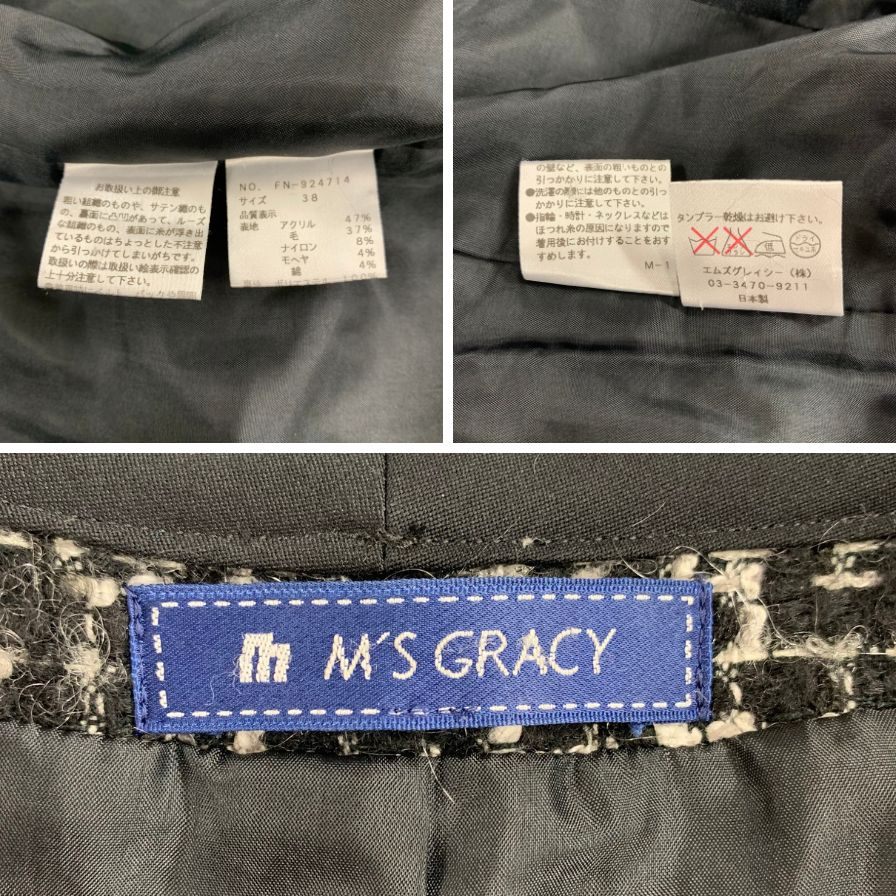 お取扱い上の御注意
粗い組織のものや、サテン織のも
の、裏面に凸凹があって、ルーズ
な組織のもの、表面に糸が浮き出
ているものはちょっとした不注意
から引っかけてしまいがちです。
取扱いの際は取扱い絵表示確認の
上十分注意して下さい。
NO. FN-924714
サイズ 38
品質表示
表地 アクリル 47%
毛 37%
ナイロン 8%
モヘヤ 4%
綿 4%
の壁など、表面の粗いものとの
引っかかりに注意して下さい。
●洗濯の際には他のものとの引っ
かかりに注意して下さい。
●指輪・時計・ネックレスなどは
ほつれ糸の原因になりますので
着用後にお付けすることをおす
すめします。
M-1
タンブラー乾燥はお避け下さい。
低
ドライ
エムズグレイシー(株)
03-3470-9211
日本製
m M'S GRACY